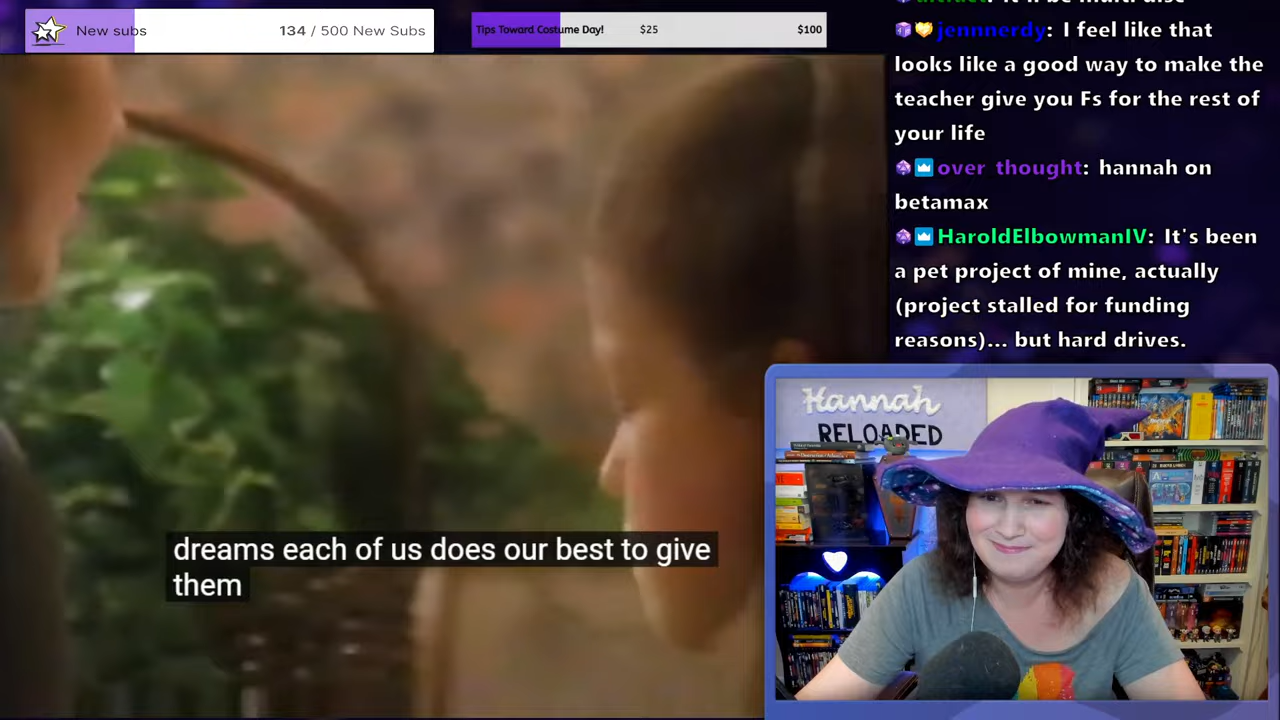 New subs
134 / 500 New Subs
Tips Toward Costume Day!
$25
$100
jennnerdy: I feel like that
looks like a good way to make the
teacher give you Fs for the rest of
your life
over thought: hannah on
betamax
HaroldElbowmanIV: It's been
a pet project of mine, actually
(project stalled for funding
reasons)... but hard drives.
Hannah
RELOADED
dreams each of us does our best to give
them